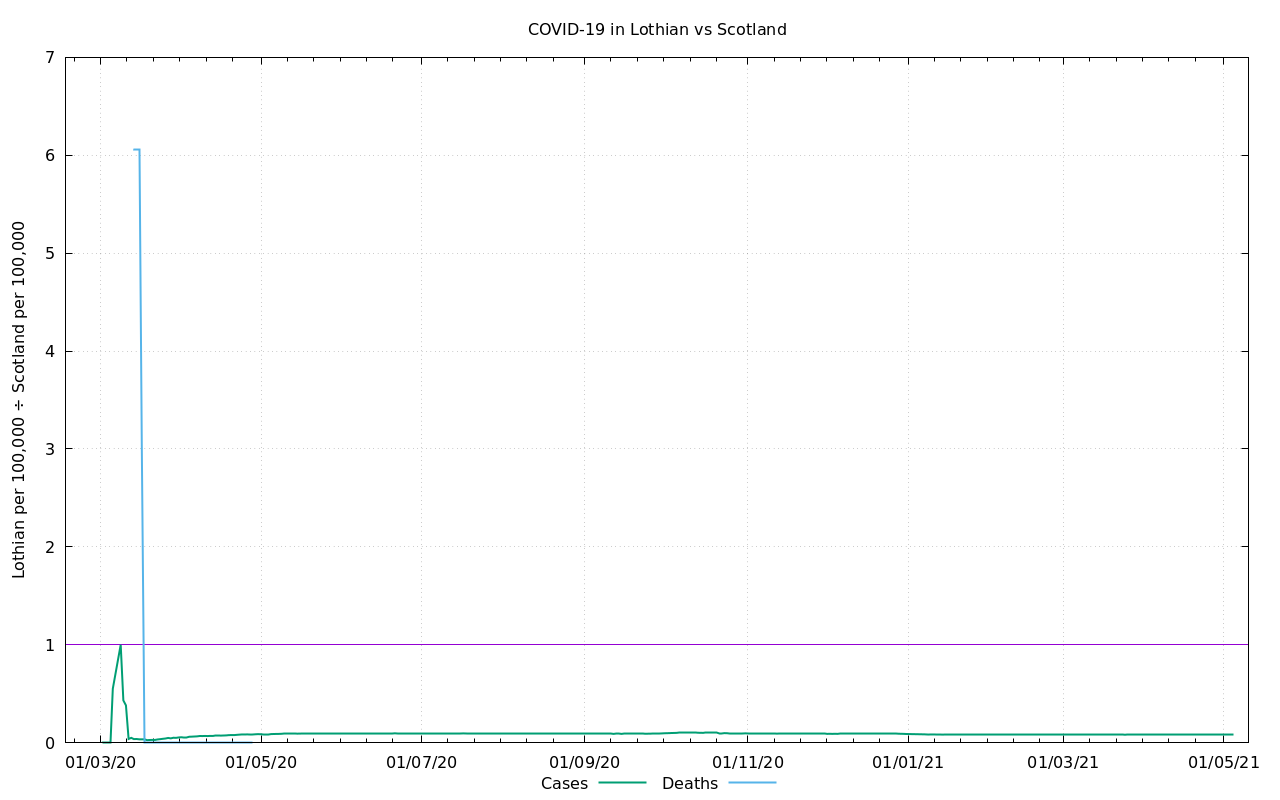 COVID-19 in Lothian vs Scotland
Lothian per 100,000 ÷ Scotland per 100,000
7
6
5
4
3
2
1
0
01/03/20 01/05/20 01/07/20 01/09/20 01/11/20 01/01/21 01/03/21 01/05/21
Cases Deaths